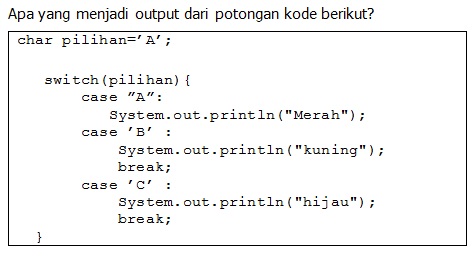 Apa yang menjadi output dari potongan kode berikut?
char pilihan='A';
switch(pilihan){
case "A":
System.out.println("Merah");
case 'B' :
System.out.println("kuning");
break;
case 'C' :
System.out.println("hijau");
break;
}